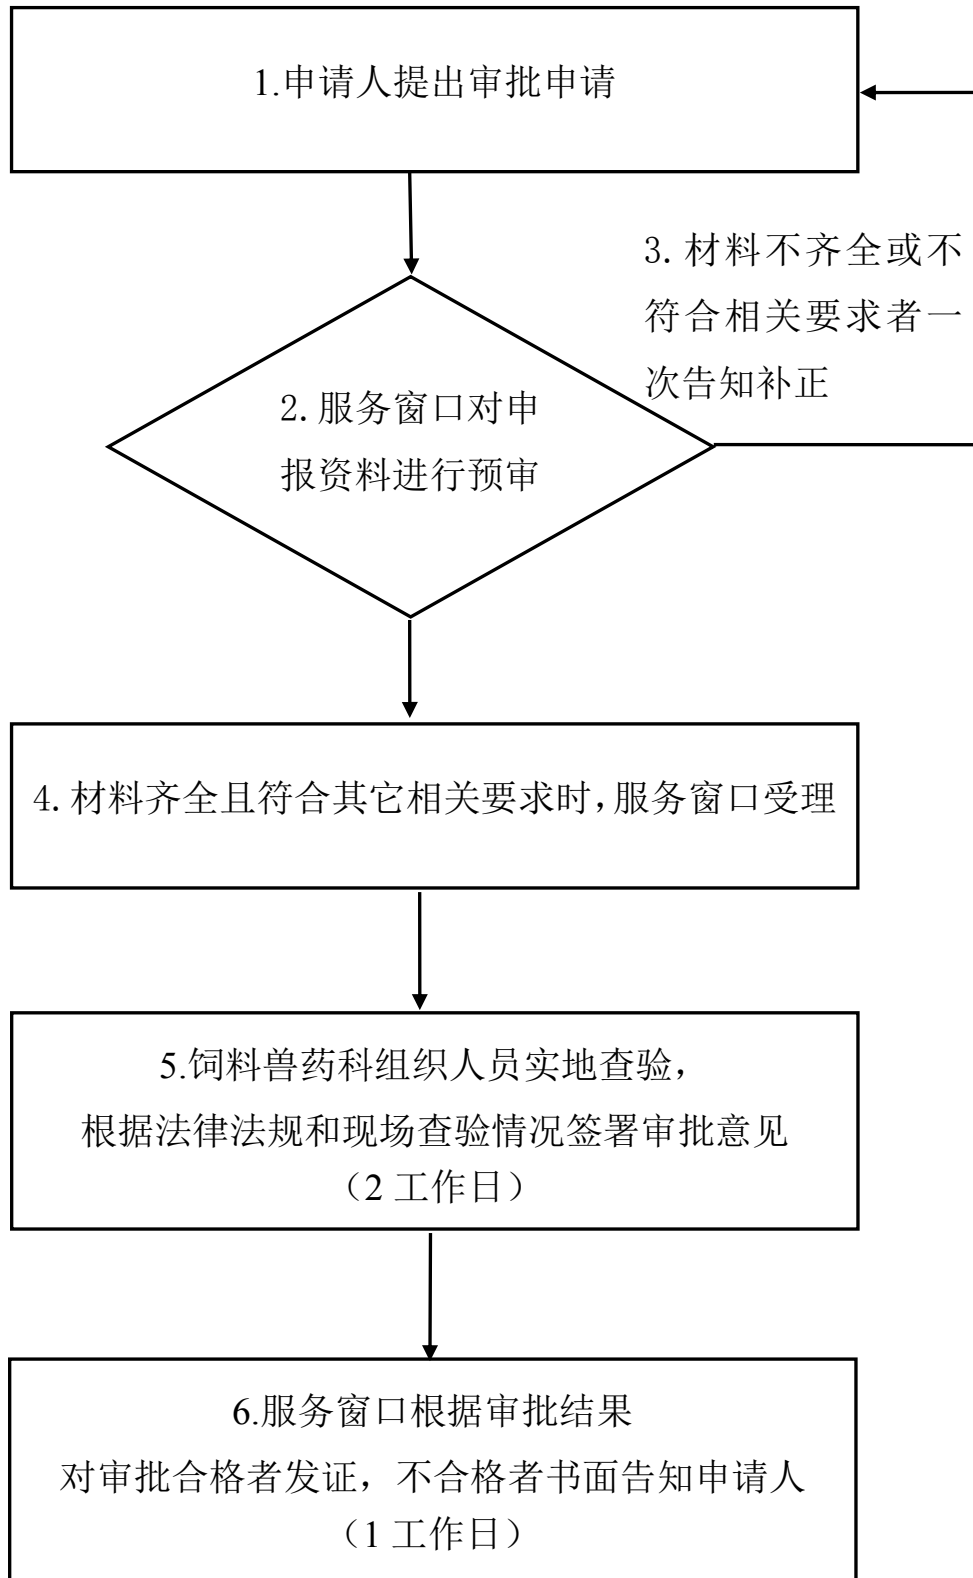 1.申请人提出审批申请
3.材料不齐全或不
符合相关要求者一
次告知补正
2.服务窗口对申
报资料进行预审
4.材料齐全且符合其它相关要求时,服务窗口受理
5.饲料兽药科组织人员实地查验，
根据法律法规和现场查验情况签署审批意见
（2 工作日）
6.服务窗口根据审批结果
对审批合格者发证，不合格者书面告知申请人
（1 工作日）